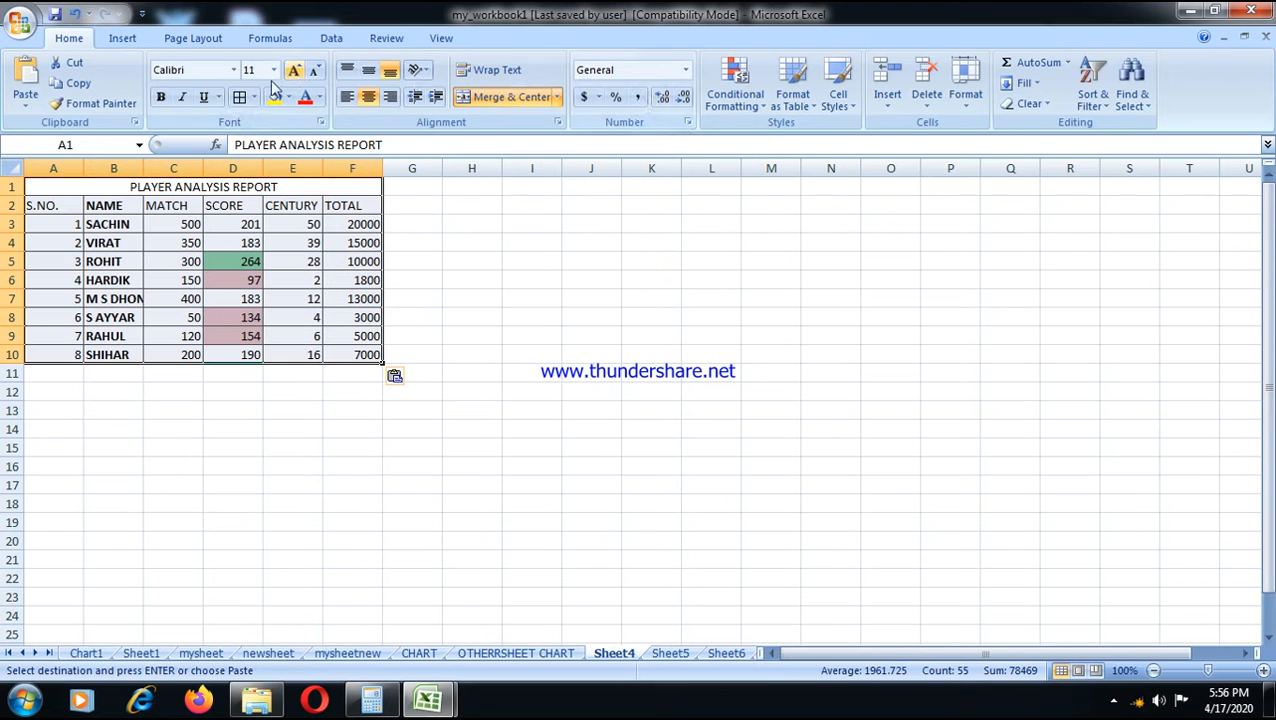 my_workbook1 [Last saved by user] [Compatibility Mode] - Microsoft Excel
Home Insert Page Layout Formulas Data Review View
Paste
Cut
Copy
Format Painter
Clipboard
Calibri 11
B I U A
Font
Wrap Text
Merge & Center
Alignment
General
$ % ,
Number
Conditional Formatting
Format as Table
Cell Styles
Styles
Insert Delete Format
Cells
Σ AutoSum
Fill
Clear
Sort & Filter
Find & Select
Editing
A1 fx PLAYER ANALYSIS REPORT
A B C D E F G H I J K L M N O P Q R S T U
1 PLAYER ANALYSIS REPORT
2 S.NO. NAME MATCH SCORE CENTURY TOTAL
3 1 SACHIN 500 201 50 20000
4 2 VIRAT 350 183 39 15000
5 3 ROHIT 300 264 28 10000
6 4 HARDIK 150 97 2 1800
7 5 M S DHON 400 183 12 13000
8 6 S AYYAR 50 134 4 3000
9 7 RAHUL 120 154 6 5000
10 8 SHIHAR 200 190 16 7000
11 www.thundershare.net
12
13
14
15
16
17
18
19
20
21
22
23
24
25
Chart1 Sheet1 mysheet newsheet mysheetnew CHART OTHERRSHEET CHART Sheet4 Sheet5 Sheet6
Select destination and press ENTER or choose Paste Average: 1961.725 Count: 55 Sum: 78469 100%
5:56 PM
4/17/2020